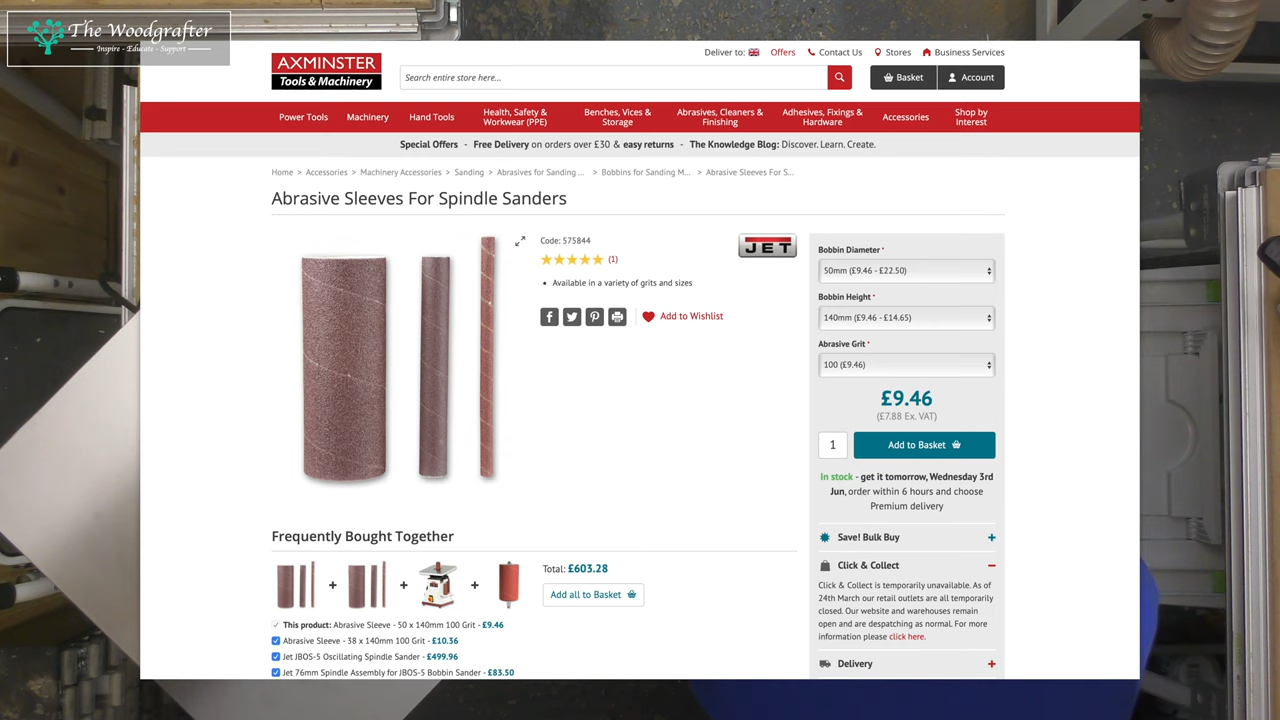 The Woodgrafter
Inspire - Educate - Support
Deliver to:
Offers
Contact Us
Stores
Business Services
AXMINSTER
Tools & Machinery
Search entire store here...
Basket
Account
Power Tools
Machinery
Hand Tools
Health, Safety &
Workwear (PPE)
Benches, Vices &
Storage
Abrasives, Cleaners &
Finishing
Adhesives, Fixings &
Hardware
Accessories
Shop by
Interest
Special Offers - Free Delivery on orders over £30 & easy returns - The Knowledge Blog: Discover. Learn. Create.
Home > Accessories > Machinery Accessories > Sanding > Abrasives for Sanding ... > Bobbins for Sanding M... > Abrasive Sleeves For S...
Abrasive Sleeves For Spindle Sanders
Code: 575844
(1)
• Available in a variety of grits and sizes
Add to Wishlist
JET
Bobbin Diameter *
50mm (£9.46 - £22.50)
Bobbin Height *
140mm (£9.46 - £14.65)
Abrasive Grit *
100 (£9.46)
£9.46
(£7.88 Ex. VAT)
1
Add to Basket
In stock - get it tomorrow, Wednesday 3rd
Jun, order within 6 hours and choose
Premium delivery
Save! Bulk Buy +
Click & Collect −
Click & Collect is temporarily unavailable. As of
24th March our retail outlets are all temporarily
closed. Our website and warehouses remain
open and are despatching as normal. For more
information please click here.
Delivery +
Frequently Bought Together
+ + +
Total: £603.28
Add all to Basket
This product: Abrasive Sleeve - 50 x 140mm 100 Grit - £9.46
Abrasive Sleeve - 38 x 140mm 100 Grit - £10.36
Jet JBOS-5 Oscillating Spindle Sander - £499.96
Jet 76mm Spindle Assembly for JBOS-5 Bobbin Sander - £83.50